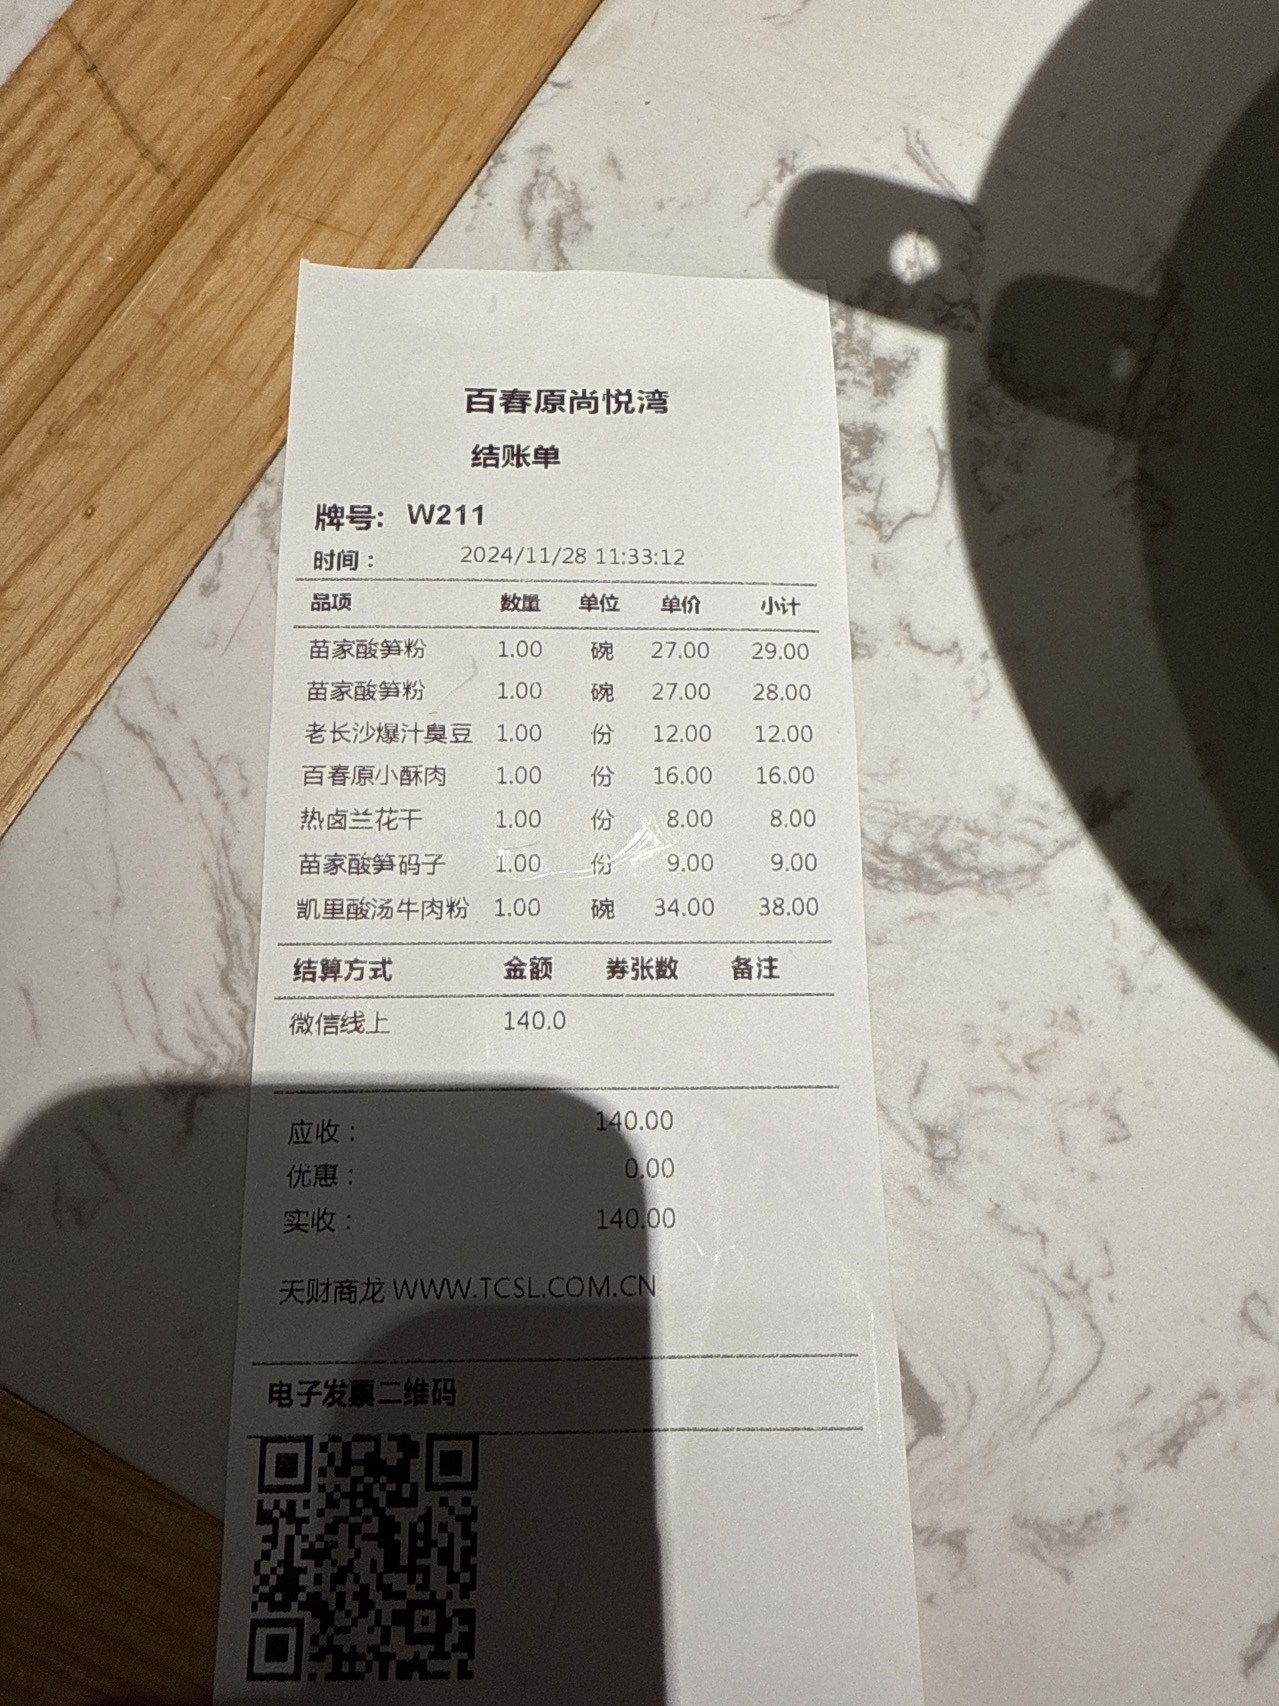 百春原尚悦湾
结账单
牌号: W211
时间： 2024/11/28 11:33:12
品项 数量 单位 单价 小计
苗家酸笋粉 1.00 碗 27.00 29.00
苗家酸笋粉 1.00 碗 27.00 28.00
老长沙爆汁臭豆 1.00 份 12.00 12.00
百春原小酥肉 1.00 份 16.00 16.00
热卤兰花干 1.00 份 8.00 8.00
苗家酸笋码子 1.00 份 9.00 9.00
凯里酸汤牛肉粉 1.00 碗 34.00 38.00
结算方式 金额 券张数 备注
微信线上 140.0
应收： 140.00
优惠： 0.00
实收： 140.00
天财商龙 WWW.TCSL.COM.CN
电子发票二维码